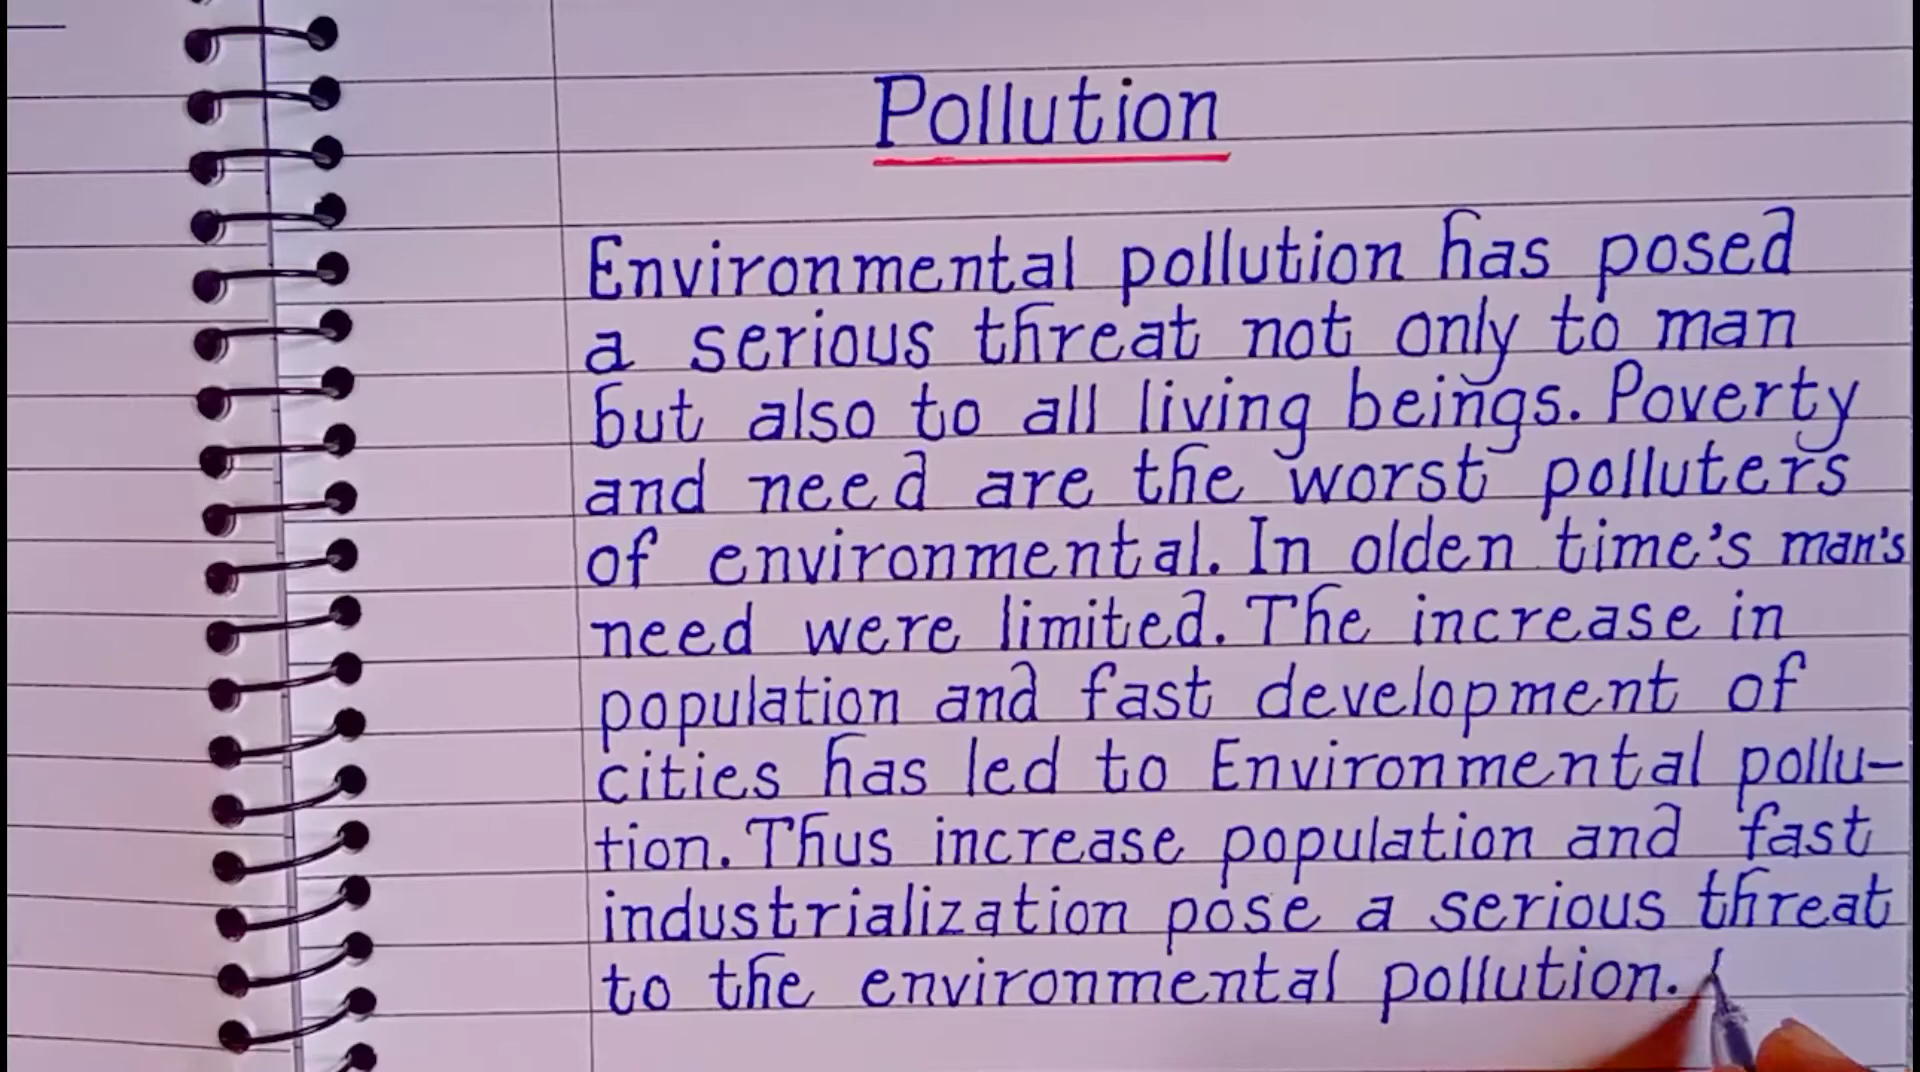 Pollution
Environmental pollution has posed
a serious threat not only to man
but also to all living beings. Poverty
and need are the worst polluters
of environmental. In olden time's man's
need were limited. The increase in
population and fast development of
cities has led to Environmental pollu-
tion. Thus increase population and fast
industrialization pose a serious threat
to the environmental pollution.